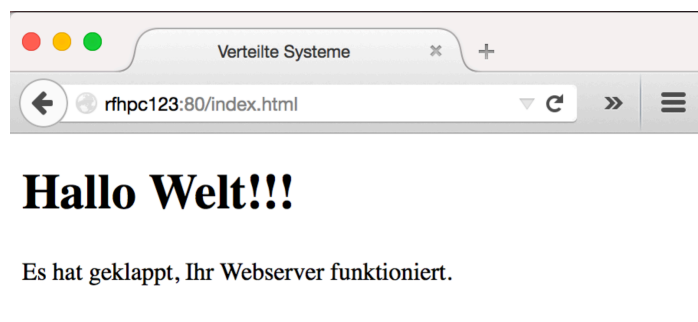 Verteilte Systeme
rfhpc123:80/index.html
Hallo Welt!!!
Es hat geklappt, Ihr Webserver funktioniert.